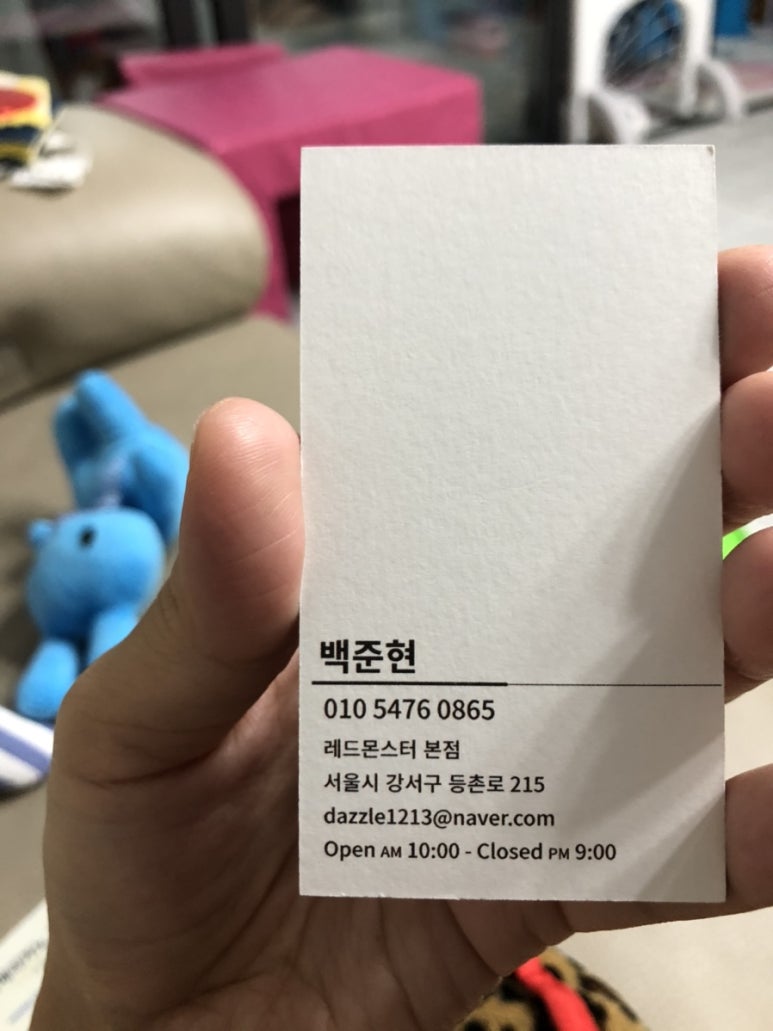 백준현
010 5476 0865
레드몬스터 본점
서울시 강서구 등촌로 215
dazzle1213@naver.com
Open AM 10:00 - Closed PM 9:00